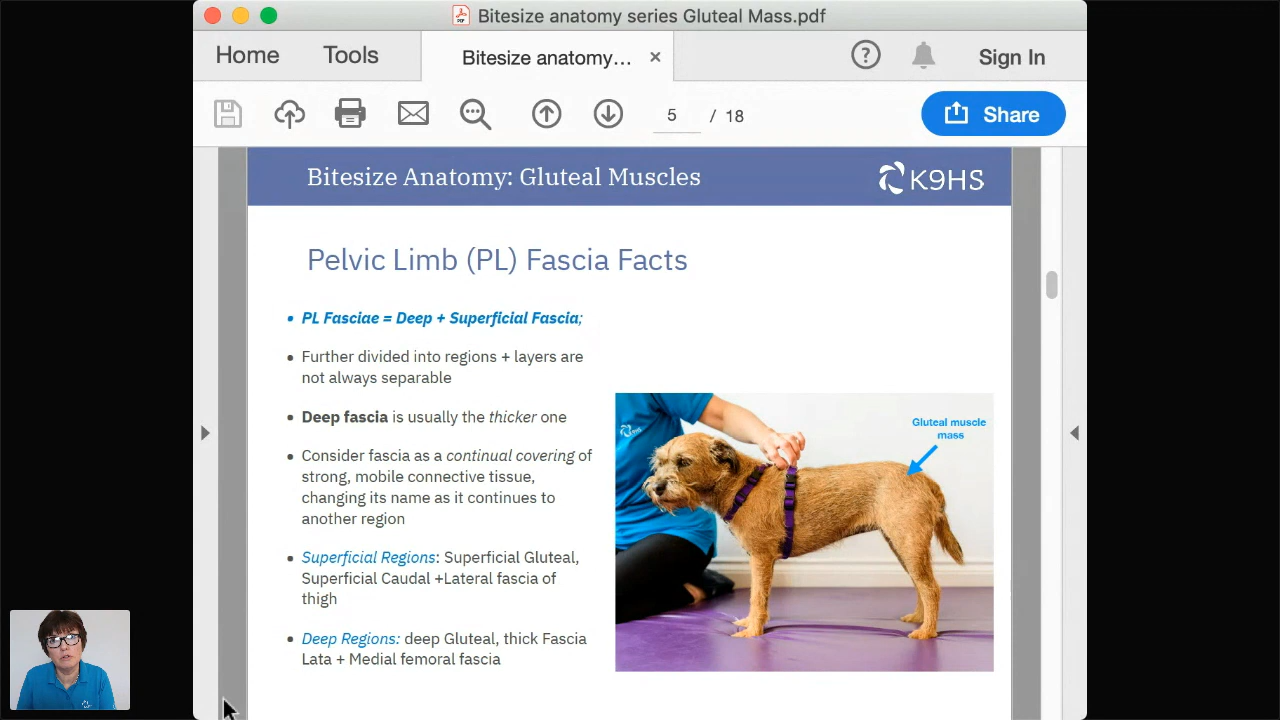 Bitesize anatomy series Gluteal Mass.pdf
Home
Tools
Bitesize anatomy...
Sign In
5 / 18
Share
Bitesize Anatomy: Gluteal Muscles
K9HS
Pelvic Limb (PL) Fascia Facts
• PL Fasciae = Deep + Superficial Fascia;
• Further divided into regions + layers are
not always separable
• Deep fascia is usually the thicker one
• Consider fascia as a continual covering of
strong, mobile connective tissue,
changing its name as it continues to
another region
• Superficial Regions: Superficial Gluteal,
Superficial Caudal +Lateral fascia of
thigh
• Deep Regions: deep Gluteal, thick Fascia
Lata + Medial femoral fascia
Gluteal muscle
mass